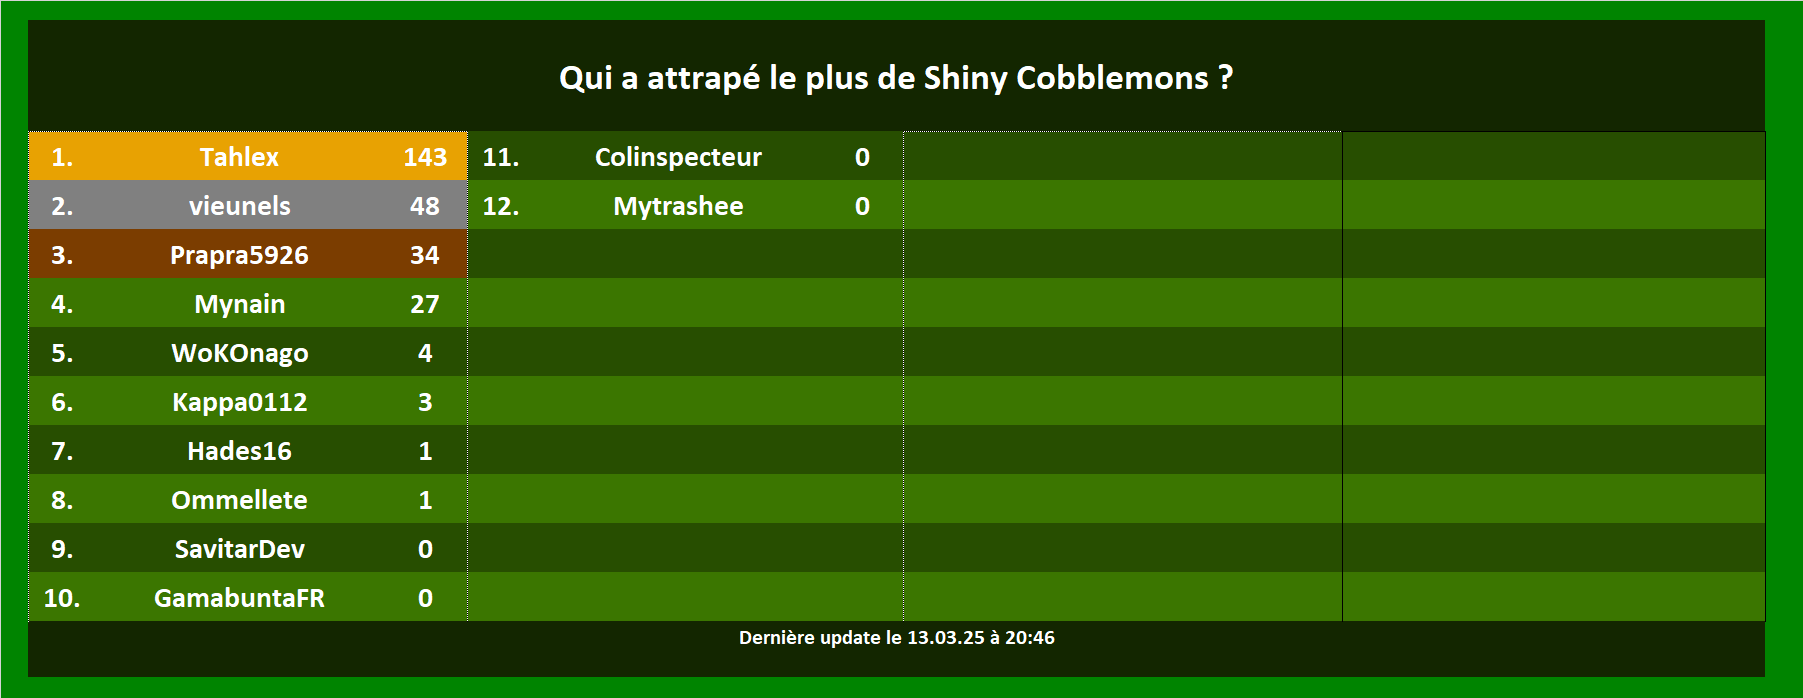 Qui a attrapé le plus de Shiny Cobblemons ?
1. Tahlex 143
2. vieunels 48
3. Prapra5926 34
4. Mynain 27
5. WoKOnago 4
6. Kappa0112 3
7. Hades16 1
8. Ommellete 1
9. SavitarDev 0
10. GamabuntaFR 0
11. Colinspecteur 0
12. Mytrashee 0
Dernière update le 13.03.25 à 20:46